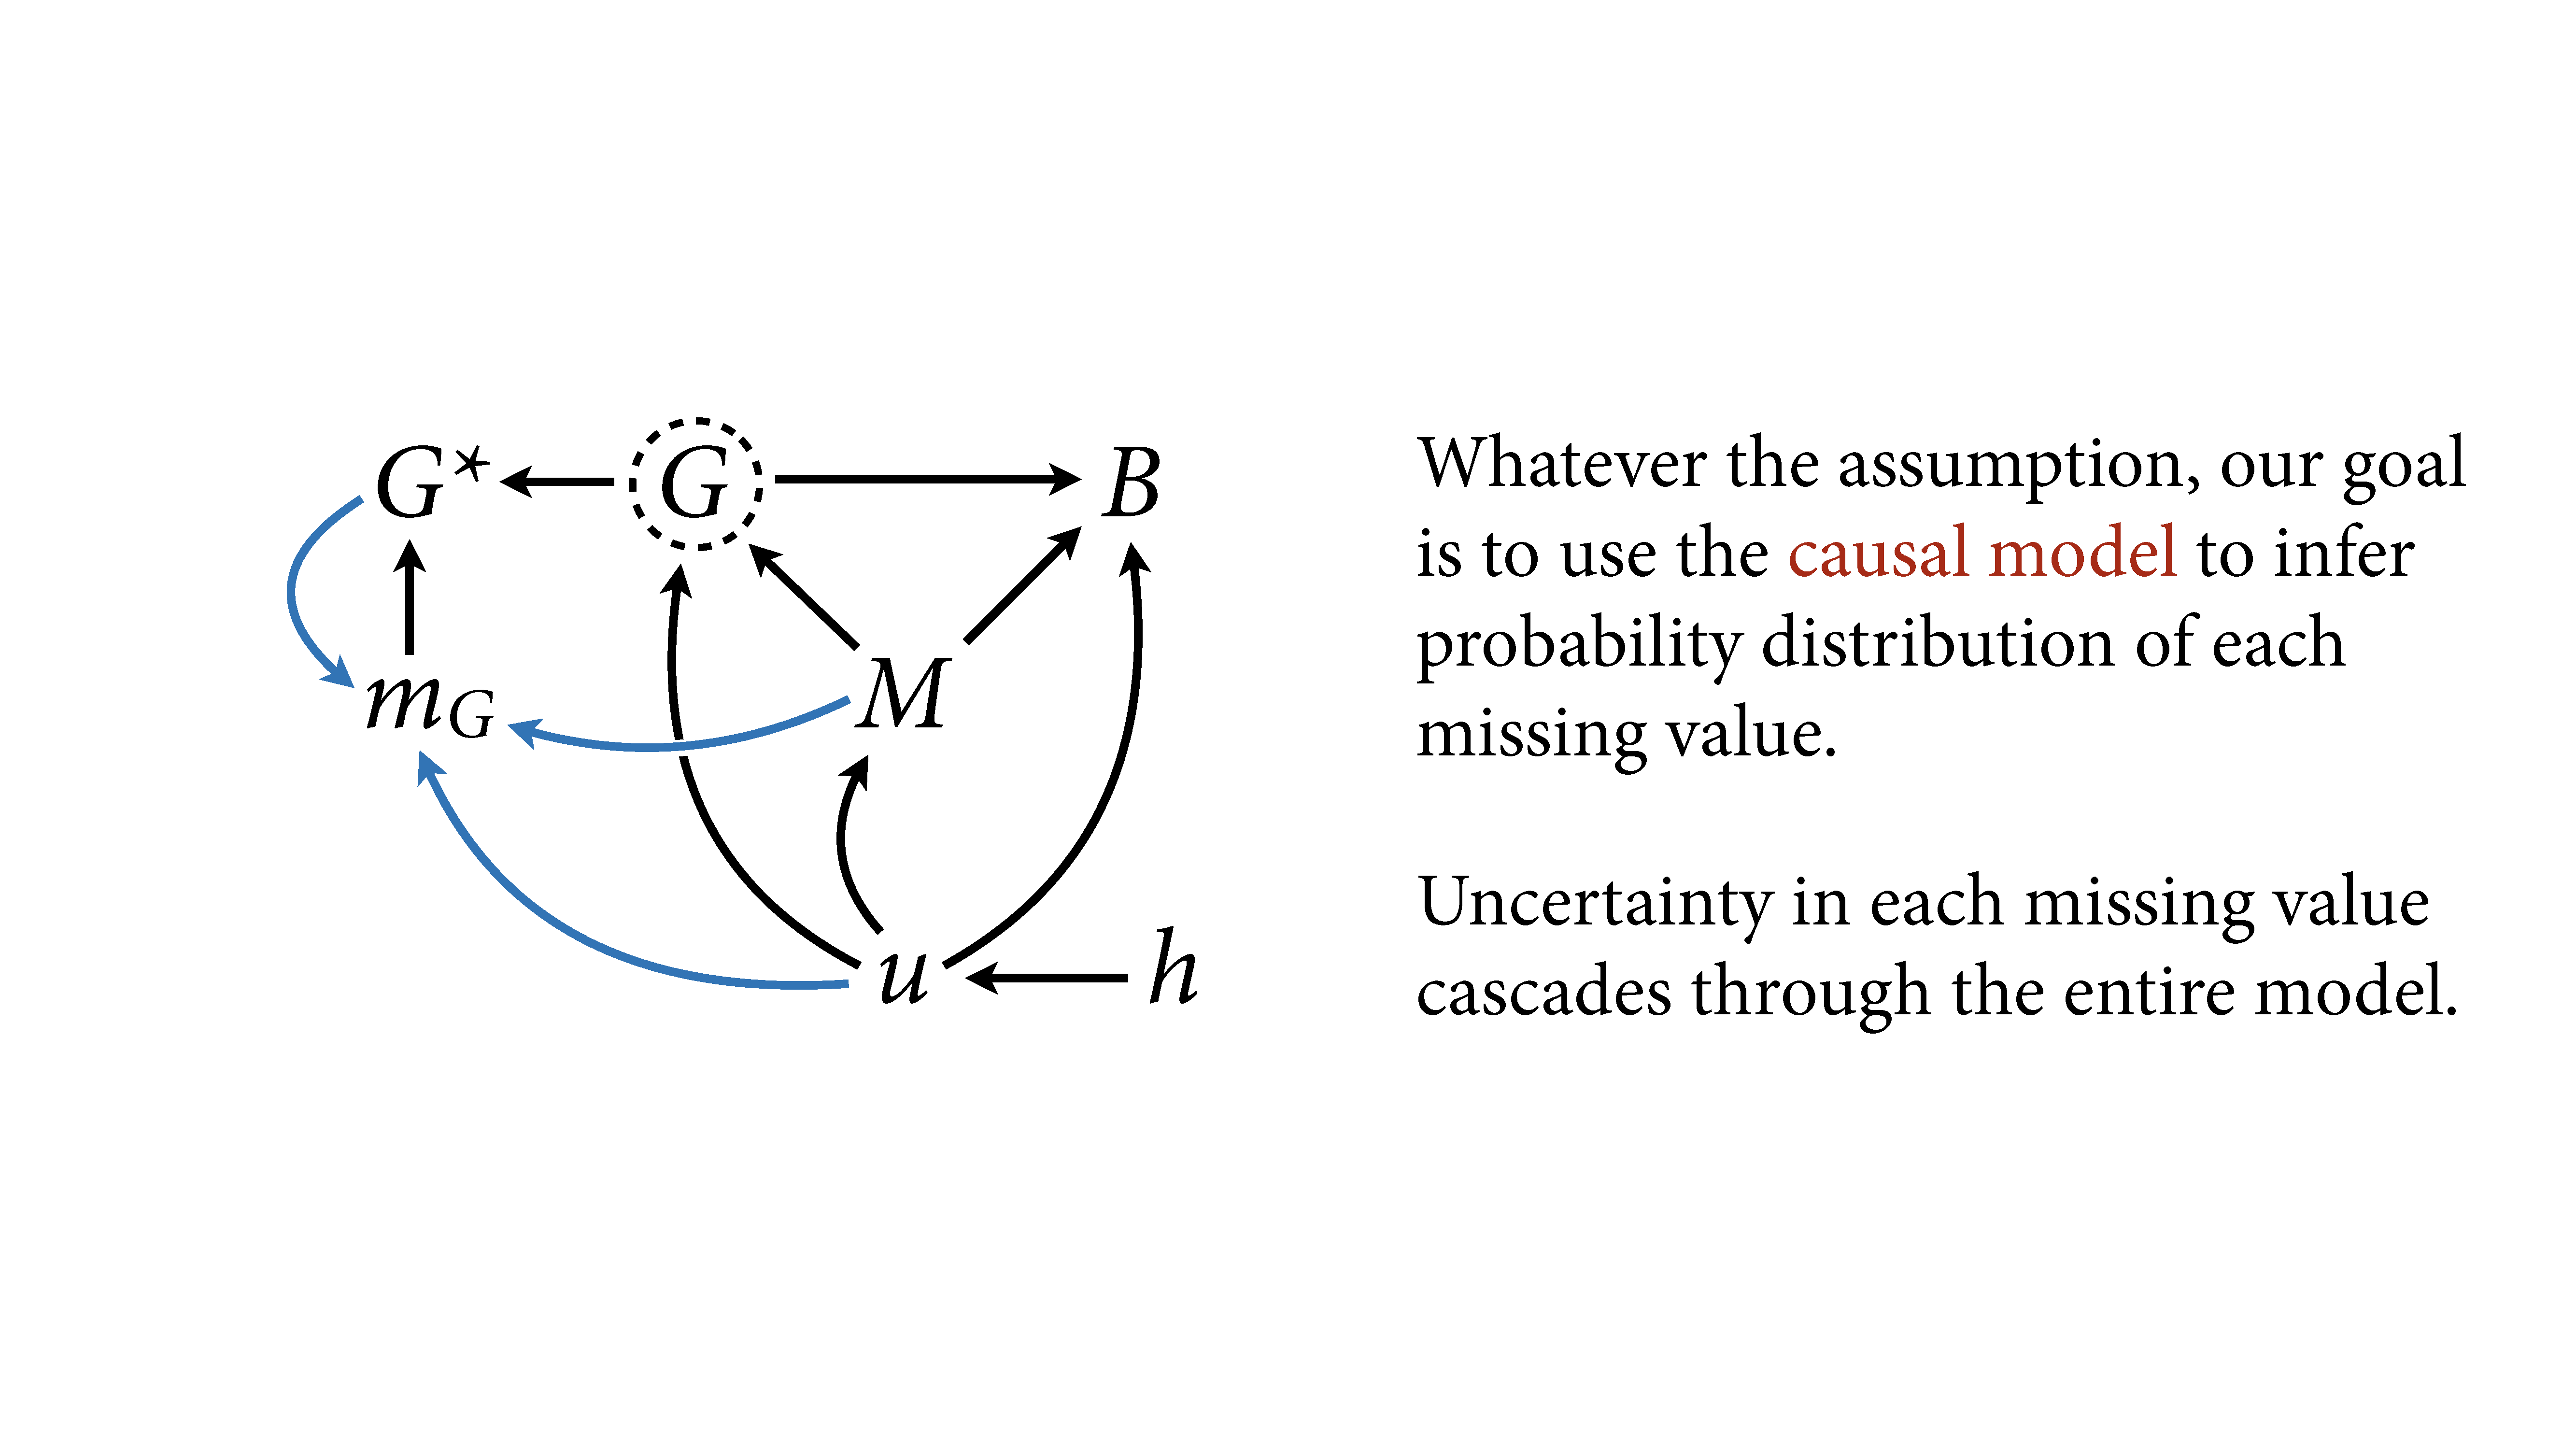 G* G B
m_G M
u h
Whatever the assumption, our goal
is to use the causal model to infer
probability distribution of each
missing value.
Uncertainty in each missing value
cascades through the entire model.